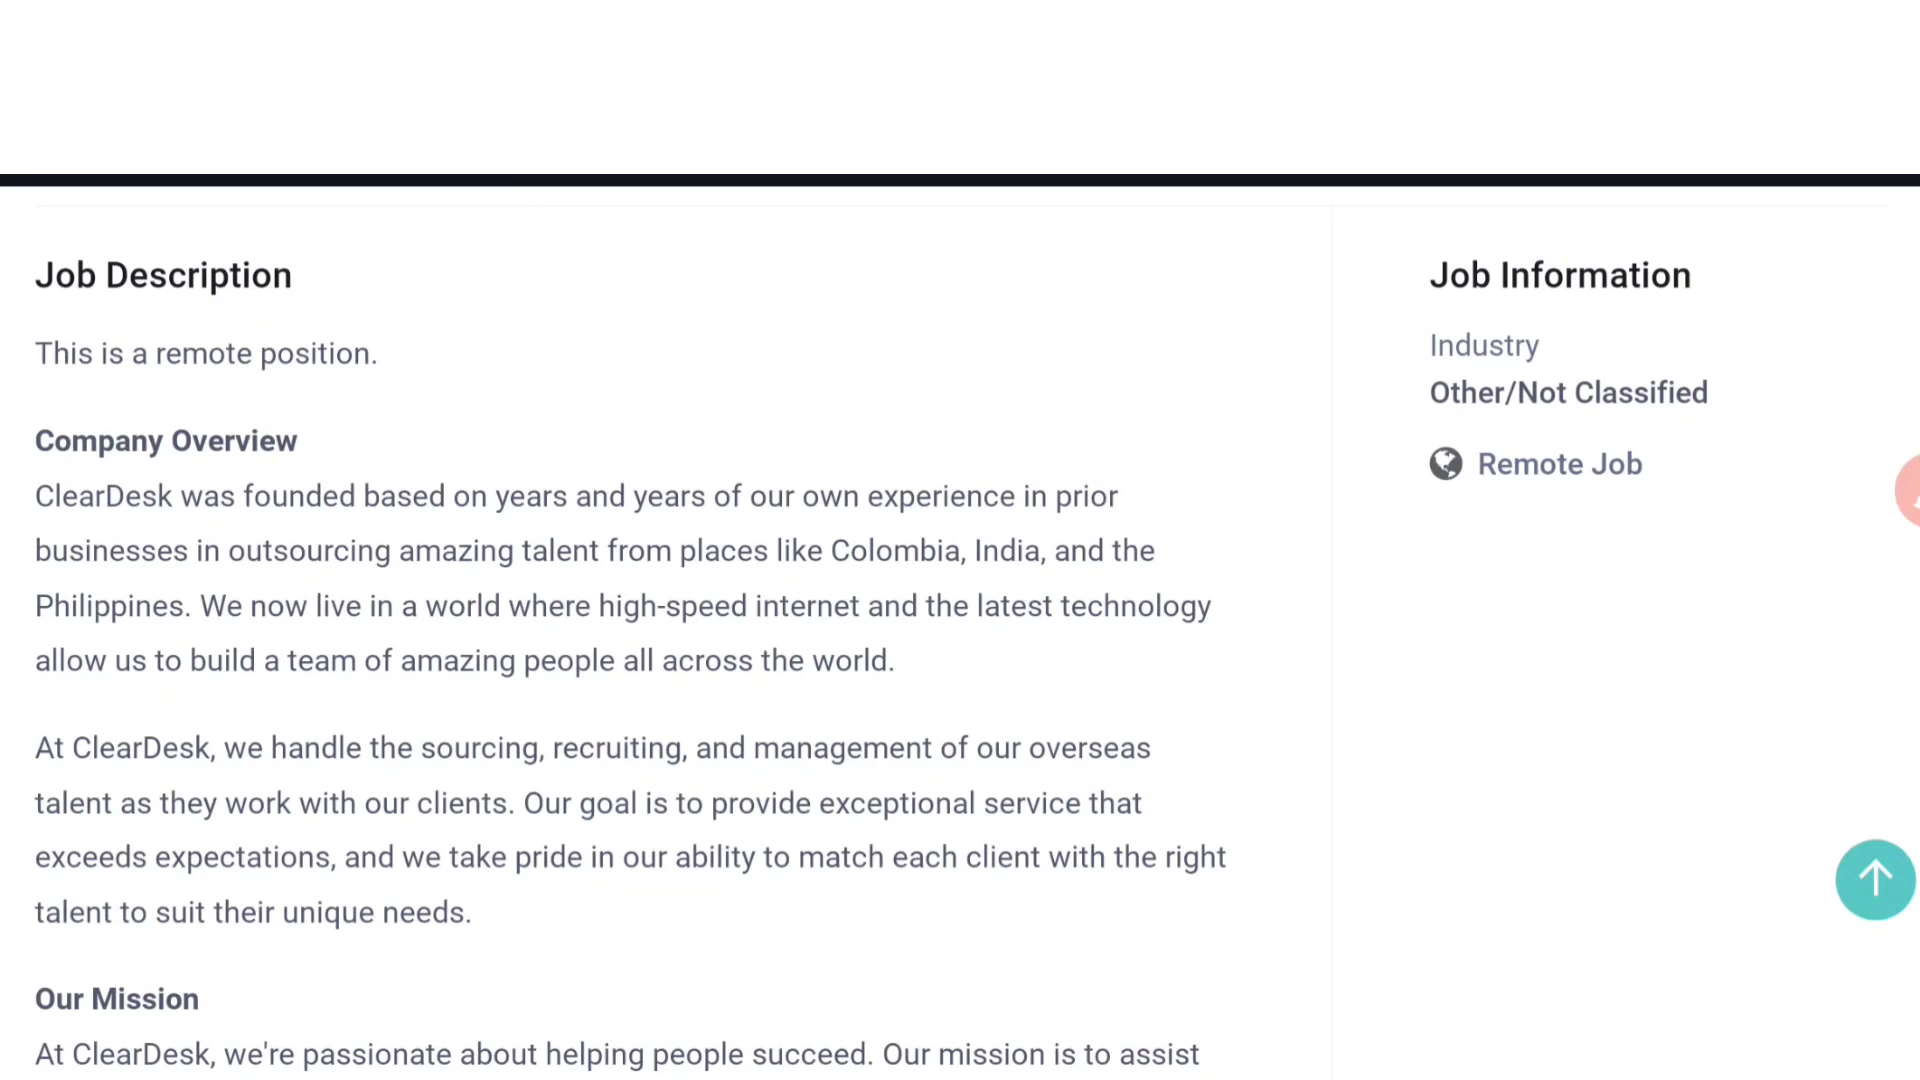 Job Description
This is a remote position.
Company Overview
ClearDesk was founded based on years and years of our own experience in prior
businesses in outsourcing amazing talent from places like Colombia, India, and the
Philippines. We now live in a world where high-speed internet and the latest technology
allow us to build a team of amazing people all across the world.
At ClearDesk, we handle the sourcing, recruiting, and management of our overseas
talent as they work with our clients. Our goal is to provide exceptional service that
exceeds expectations, and we take pride in our ability to match each client with the right
talent to suit their unique needs.
Our Mission
At ClearDesk, we're passionate about helping people succeed. Our mission is to assist
Job Information
Industry
Other/Not Classified
Remote Job